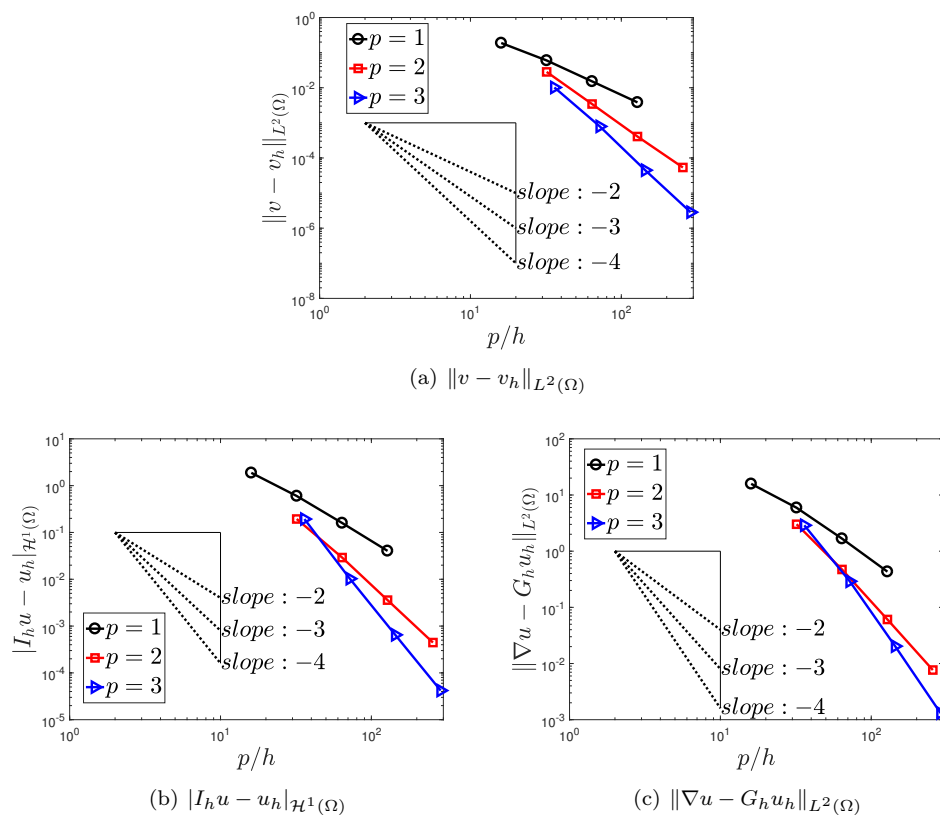 10^0
10^-2
10^-4
10^-6
10^-8
‖v − v_h‖_{L^2(Ω)}
p = 1
p = 2
p = 3
slope : −2
slope : −3
slope : −4
10^0 10^1 10^2
p/h
(a) ‖v − v_h‖_{L^2(Ω)}
10^1
10^0
10^-1
10^-2
10^-3
10^-4
10^-5
|I_h u − u_h|_{ℋ^1(Ω)}
slope : −2
slope : −3
slope : −4
p = 1
p = 2
p = 3
10^0 10^1 10^2
p/h
(b) |I_h u − u_h|_{ℋ^1(Ω)}
10^2
10^1
10^0
10^-1
10^-2
10^-3
‖∇u − G_h u_h‖_{L^2(Ω)}
p = 1
p = 2
p = 3
slope : −2
slope : −3
slope : −4
10^0 10^1 10^2
p/h
(c) ‖∇u − G_h u_h‖_{L^2(Ω)}